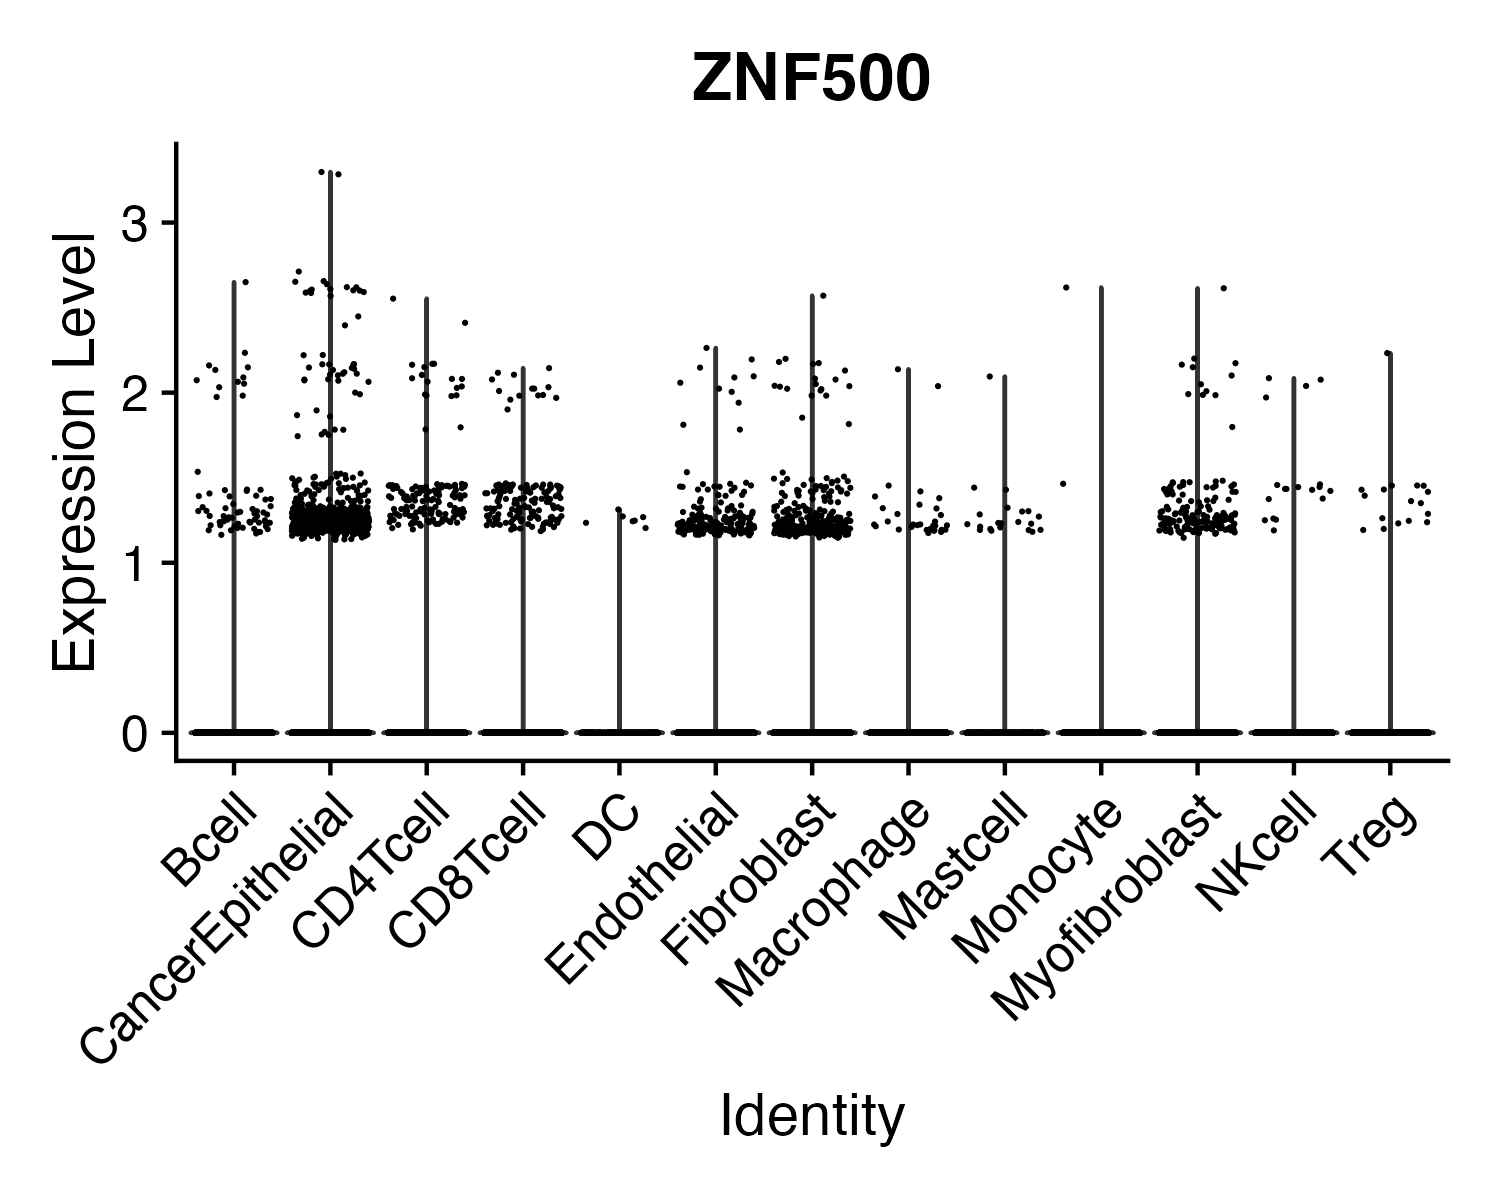 ZNF500
Expression Level
3
2
1
0
Bcell
CancerEpithelial
CD4Tcell
CD8Tcell
DC
Endothelial
Fibroblast
Macrophage
Mastcell
Monocyte
Myofibroblast
NKcell
Treg
Identity